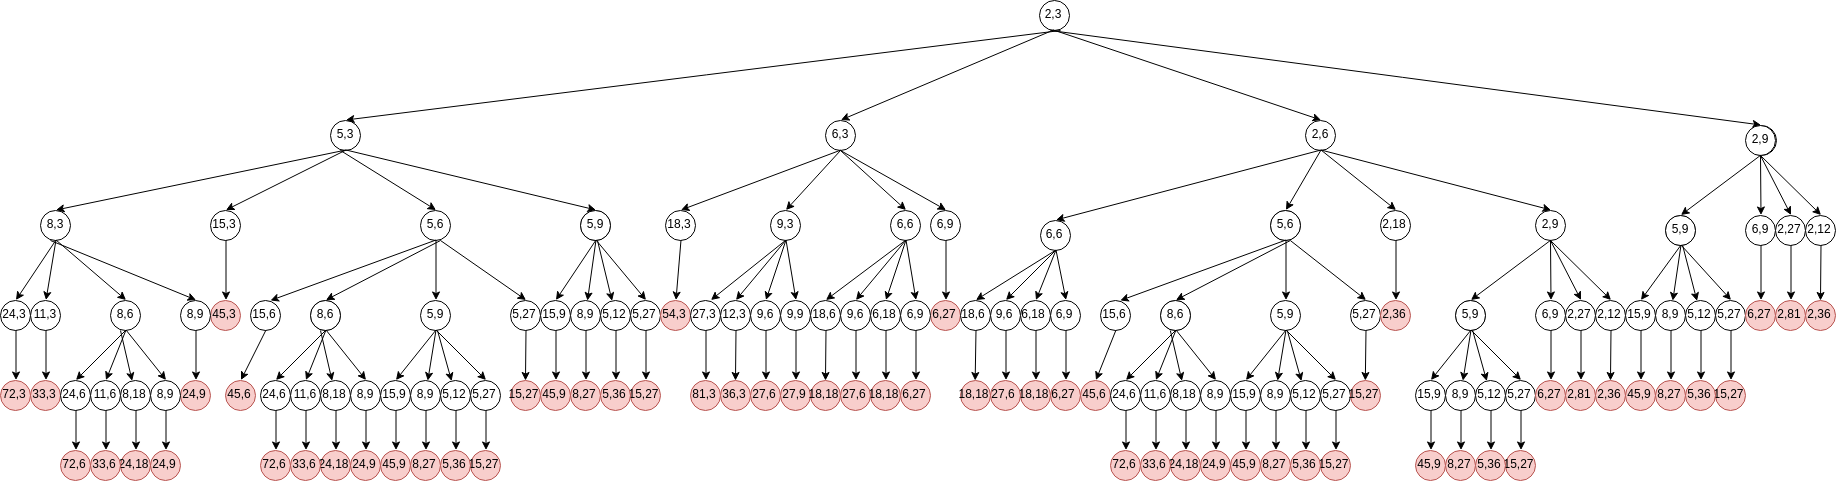 2,3
5,3 6,3 2,6 2,9
8,3 15,3 5,6 5,9 18,3 9,3 6,6 6,9 6,6 5,6 2,18 2,9 5,9 6,9 2,27 2,12
24,3 11,3 8,6 8,9 45,3 15,6 8,6 5,9 5,27 15,9 8,9 5,12 5,27 54,3 27,3 12,3 9,6 9,9 18,6 9,6 6,18 6,9 6,27 18,6 9,6 6,18 6,9 15,6 8,6 5,9 5,27 2,36 5,9 6,9 2,27 2,12 15,9 8,9 5,12 5,27 6,27 2,81 2,36
72,3 33,3 24,6 11,6 8,18 8,9 24,9 45,6 24,6 11,6 8,18 8,9 15,9 8,9 5,12 5,27 15,27 45,9 8,27 5,36 15,27 81,3 36,3 27,6 27,9 18,18 27,6 18,18 6,27 18,18 27,6 18,18 6,27 45,6 24,6 11,6 8,18 8,9 15,9 8,9 5,12 5,27 15,27 15,9 8,9 5,12 5,27 6,27 2,81 2,36 45,9 8,27 5,36 15,27
72,6 33,6 24,18 24,9 72,6 33,6 24,18 24,9 45,9 8,27 5,36 15,27 72,6 33,6 24,18 24,9 45,9 8,27 5,36 15,27 45,9 8,27 5,36 15,27